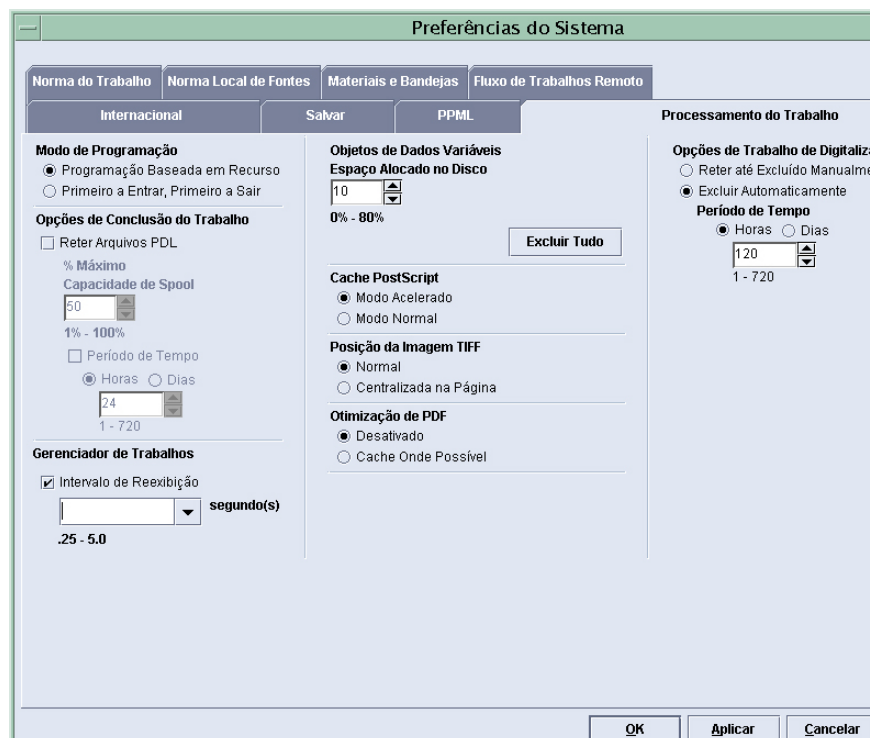 Preferências do Sistema
Norma do Trabalho
Norma Local de Fontes
Materiais e Bandejas
Fluxo de Trabalhos Remoto
Internacional
Salvar
PPML
Processamento do Trabalho
Modo de Programação
Programação Baseada em Recurso
Primeiro a Entrar, Primeiro a Sair
Opções de Conclusão do Trabalho
Reter Arquivos PDL
% Máximo
Capacidade de Spool
50
1% - 100%
Período de Tempo
Horas
Dias
24
1 - 720
Gerenciador de Trabalhos
Intervalo de Reexibição
segundo(s)
.25 - 5.0
Objetos de Dados Variáveis
Espaço Alocado no Disco
10
0% - 80%
Excluir Tudo
Cache PostScript
Modo Acelerado
Modo Normal
Posição da Imagem TIFF
Normal
Centralizada na Página
Otimização de PDF
Desativado
Cache Onde Possível
Opções de Trabalho de Digitaliza
Reter até Excluído Manualme
Excluir Automaticamente
Período de Tempo
Horas
Dias
120
1 - 720
OK
Aplicar
Cancelar